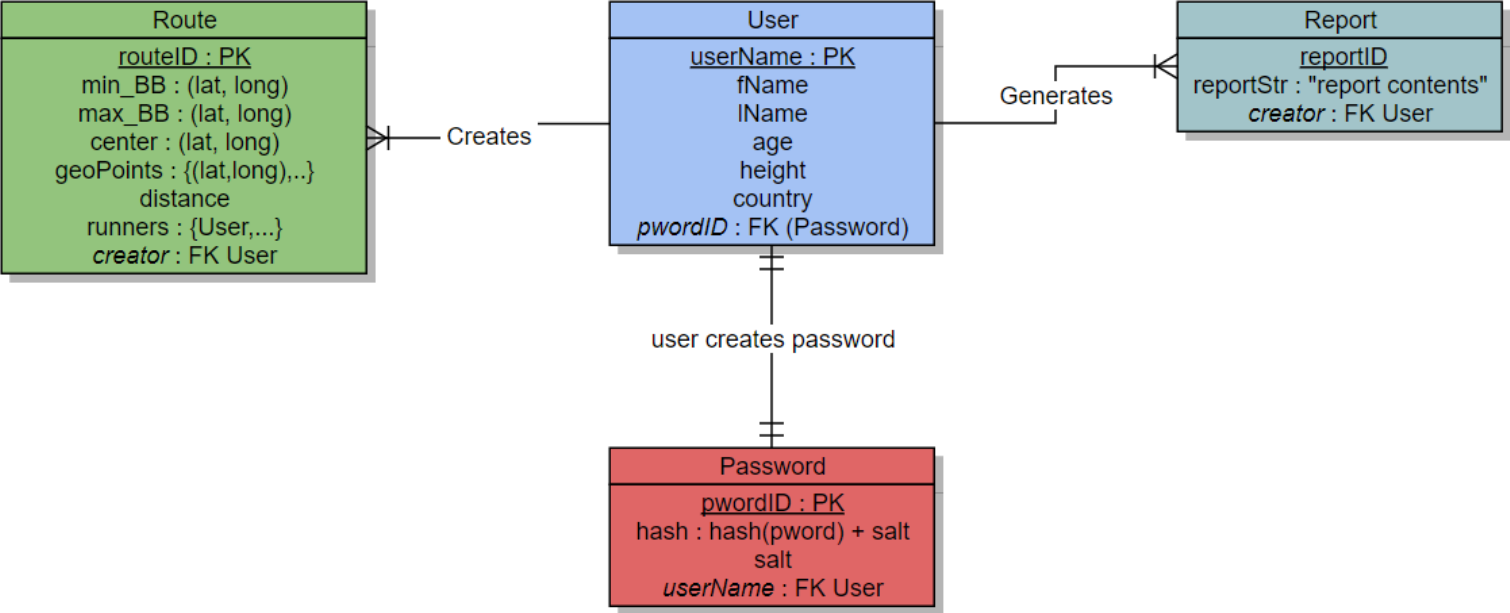 Route
routeID : PK
min_BB : (lat, long)
max_BB : (lat, long)
center : (lat, long)
geoPoints : {(lat,long),..}
distance
runners : {User,...}
creator : FK User
Creates
User
userName : PK
fName
lName
age
height
country
pwordID : FK (Password)
Generates
Report
reportID
reportStr : "report contents"
creator : FK User
user creates password
Password
pwordID : PK
hash : hash(pword) + salt
salt
userName : FK User